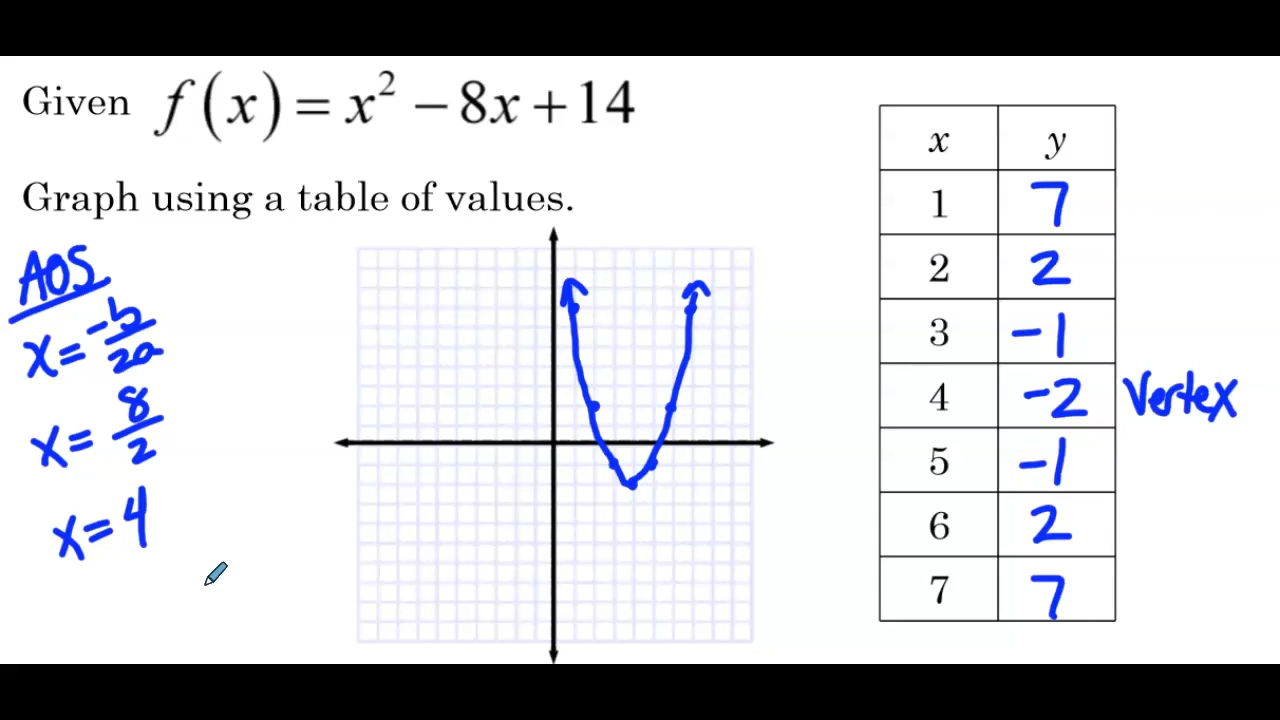 Given f(x) = x² − 8x + 14
Graph using a table of values.
AOS
x = -b/2a
x = 8/2
x = 4
x y
1 7
2 2
3 -1
4 -2 Vertex
5 -1
6 2
7 7